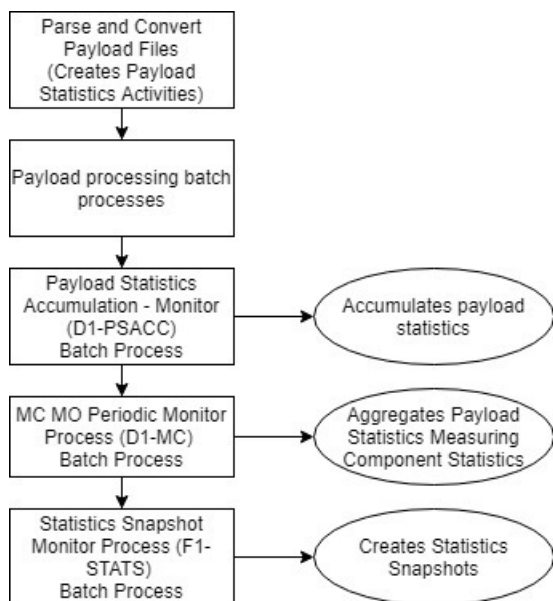 Parse and Convert
Payload Files
(Creates Payload
Statistics Activities)
Payload processing batch
processes
Payload Statistics
Accumulation - Monitor
(D1-PSACC)
Batch Process
Accumulates payload
statistics
MC MO Periodic Monitor
Process (D1-MC)
Batch Process
Aggregates Payload
Statistics Measuring
Component Statistics
Statistics Snapshot
Monitor Process (F1-
STATS)
Batch Process
Creates Statistics
Snapshots